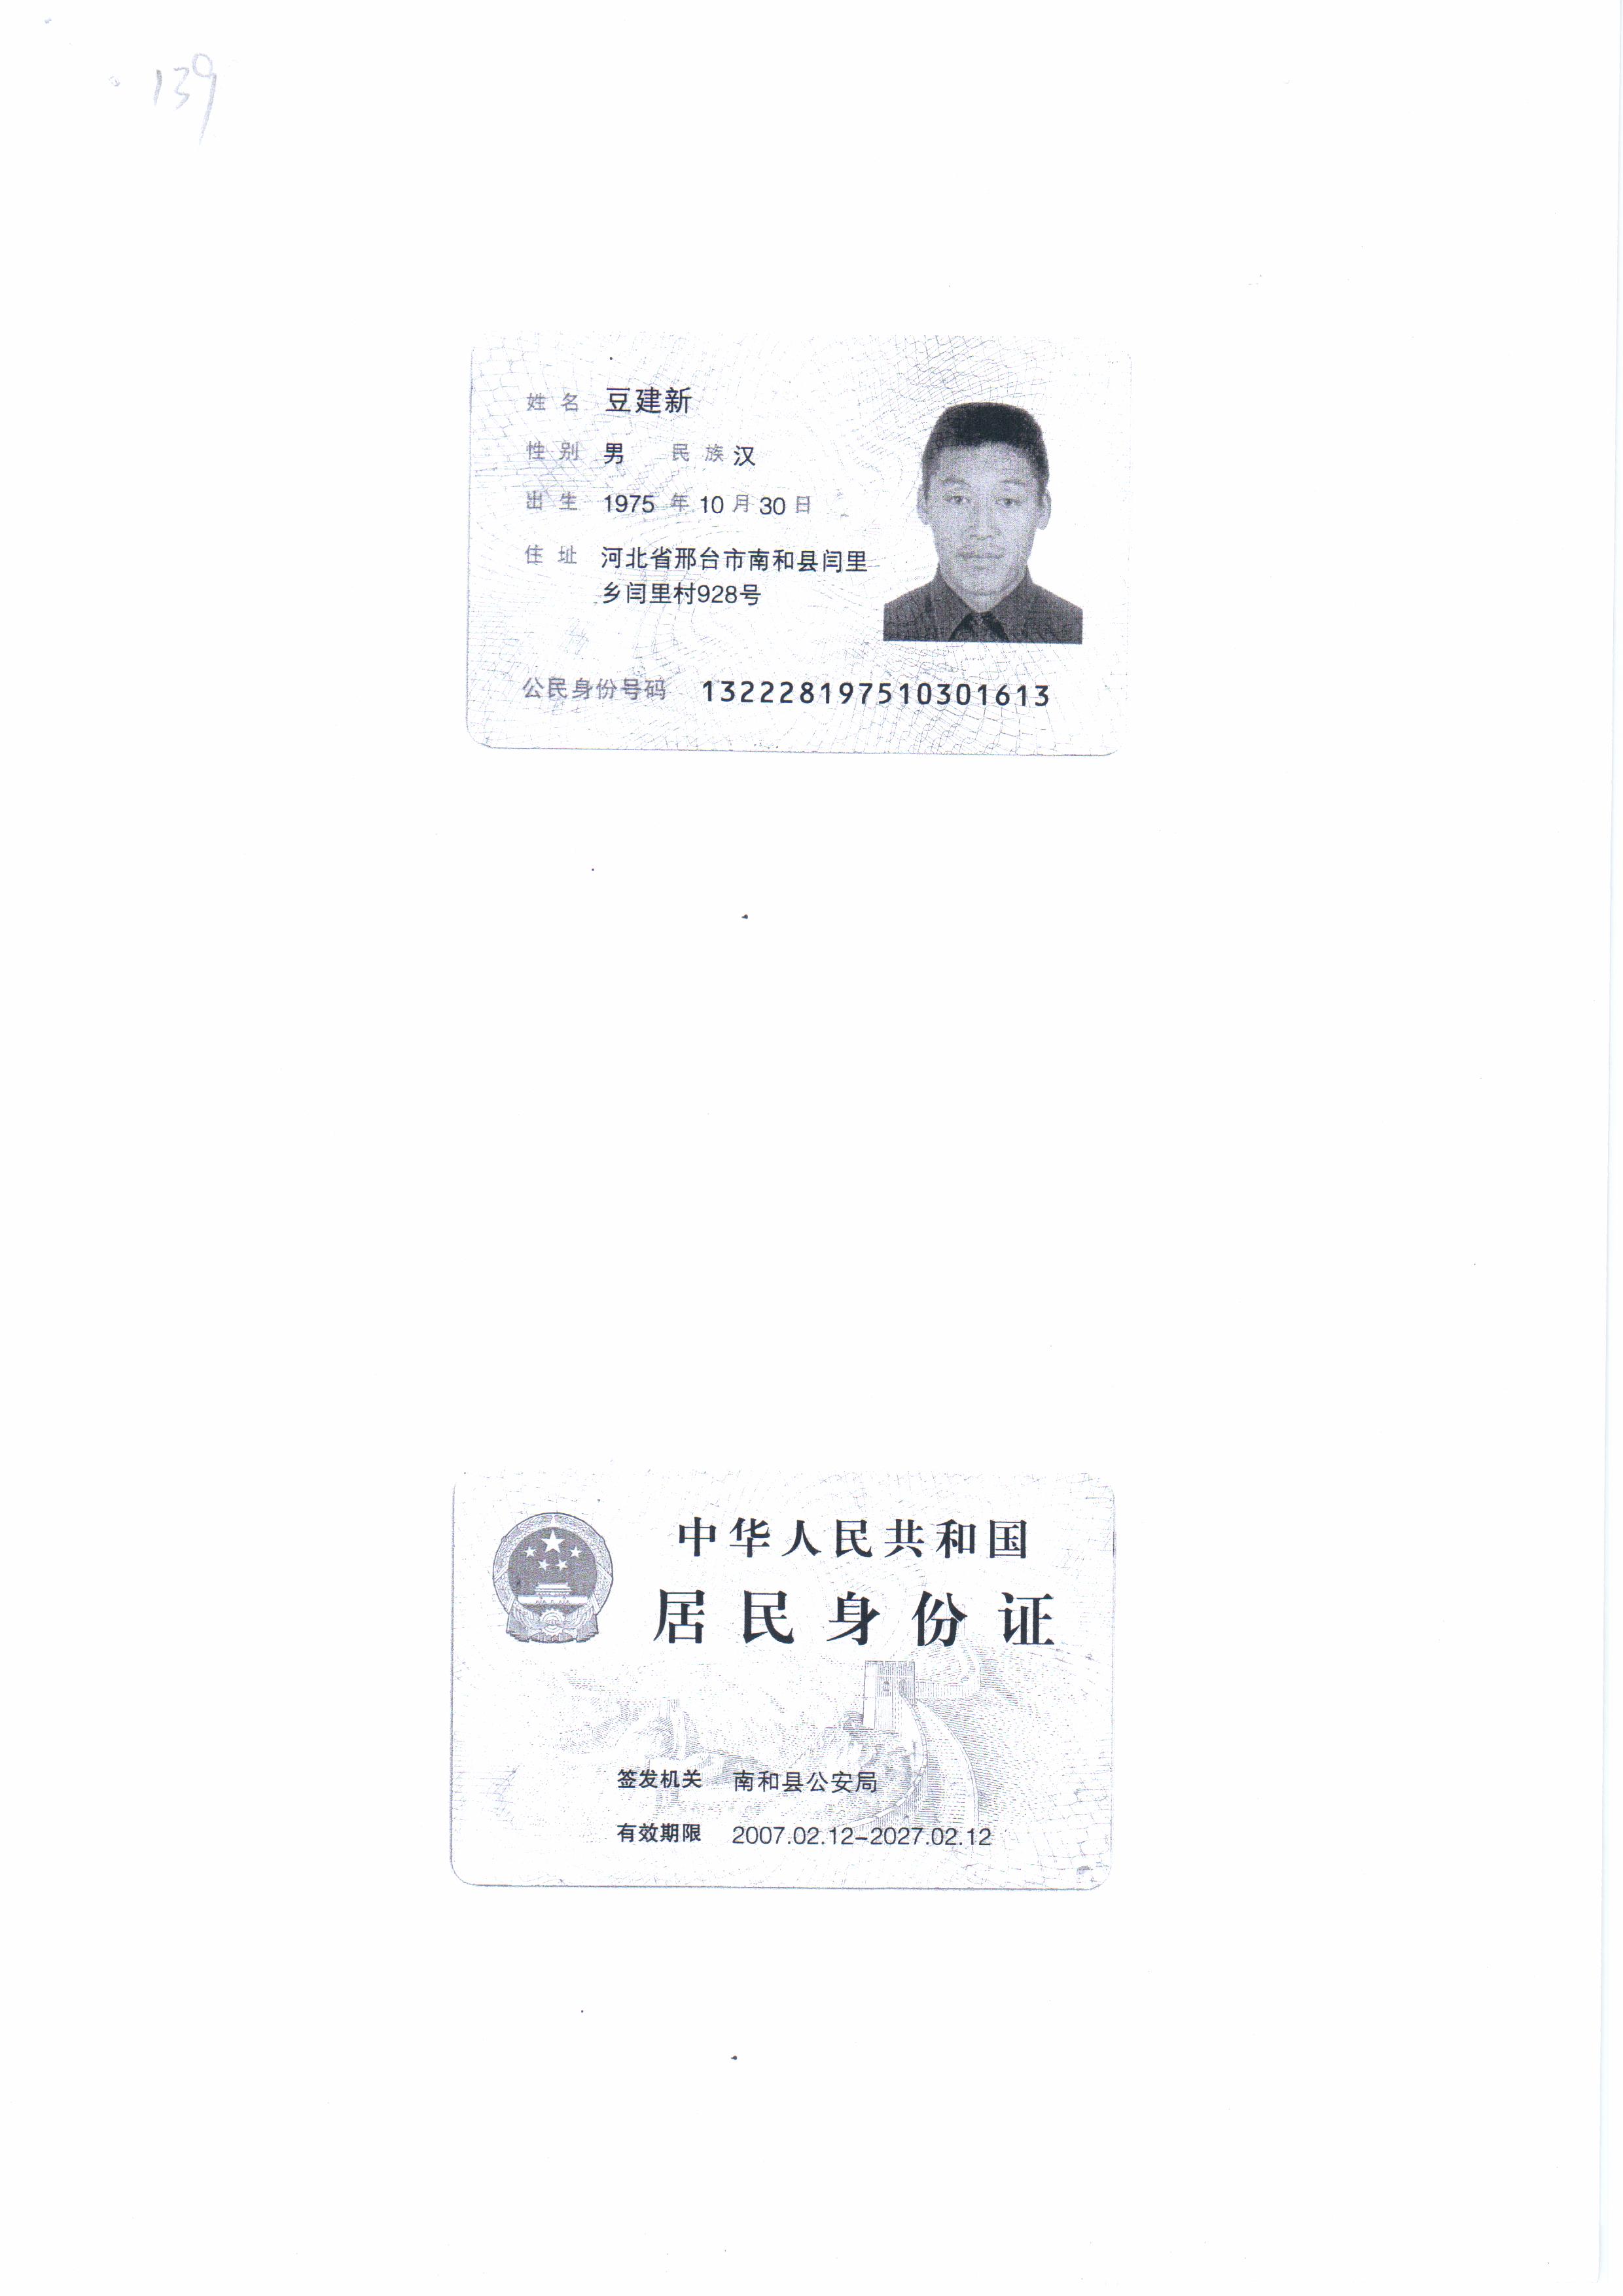 139
姓名 豆建新
性别 男 民族 汉
出生 1975 年 10 月 30 日
住址 河北省邢台市南和县闫里
乡闫里村928号
公民身份号码 132228197510301613
中华人民共和国
居民身份证
签发机关 南和县公安局
有效期限 2007.02.12-2027.02.12